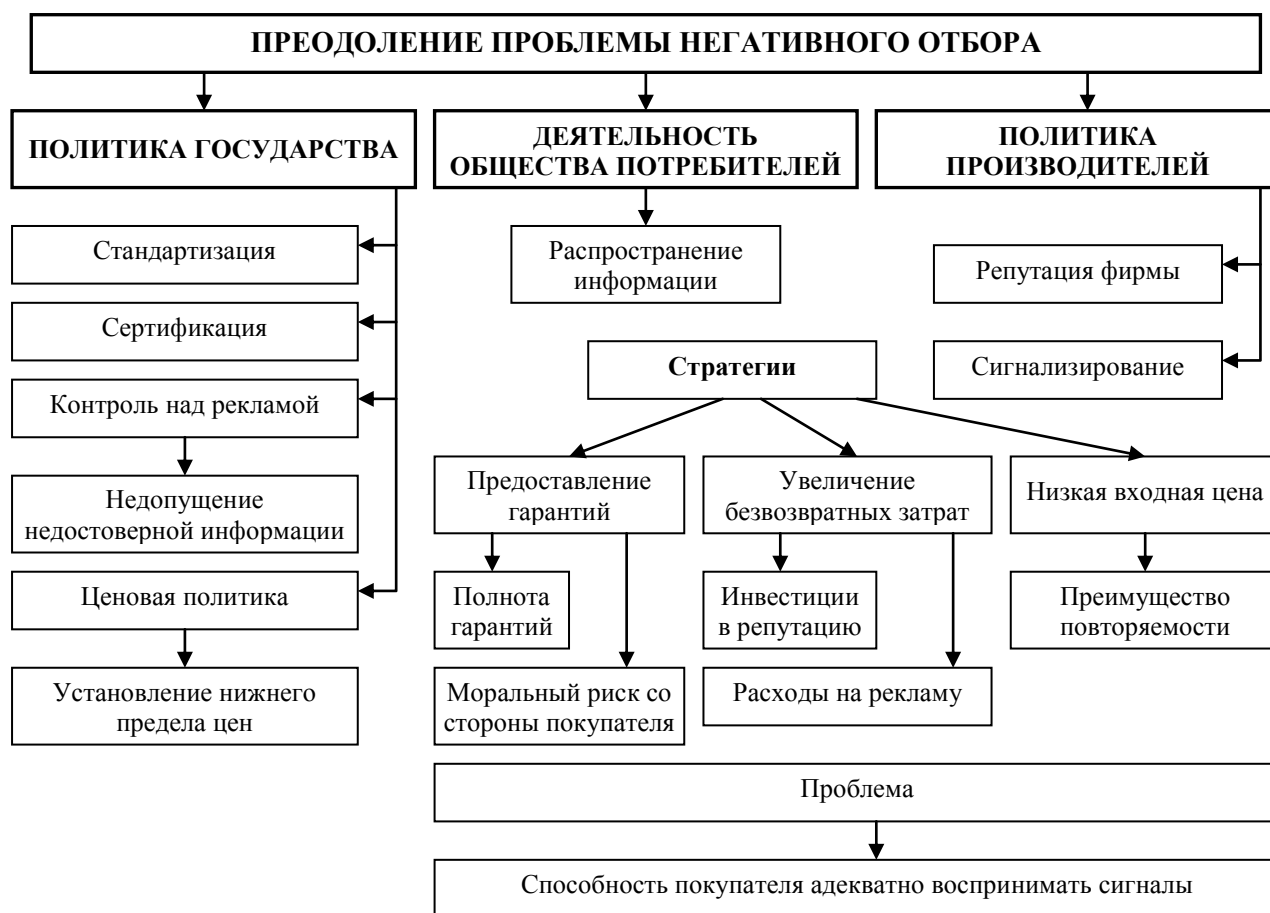 ПРЕОДОЛЕНИЕ ПРОБЛЕМЫ НЕГАТИВНОГО ОТБОРА
ПОЛИТИКА ГОСУДАРСТВА
ДЕЯТЕЛЬНОСТЬ
ОБЩЕСТВА ПОТРЕБИТЕЛЕЙ
ПОЛИТИКА
ПРОИЗВОДИТЕЛЕЙ
Стандартизация
Сертификация
Контроль над рекламой
Недопущение
недостоверной информации
Ценовая политика
Установление нижнего
предела цен
Распространение
информации
Репутация фирмы
Сигнализирование
Стратегии
Предоставление
гарантий
Увеличение
безвозвратных затрат
Низкая входная цена
Полнота
гарантий
Инвестиции
в репутацию
Преимущество
повторяемости
Моральный риск со
стороны покупателя
Расходы на рекламу
Проблема
Способность покупателя адекватно воспринимать сигналы